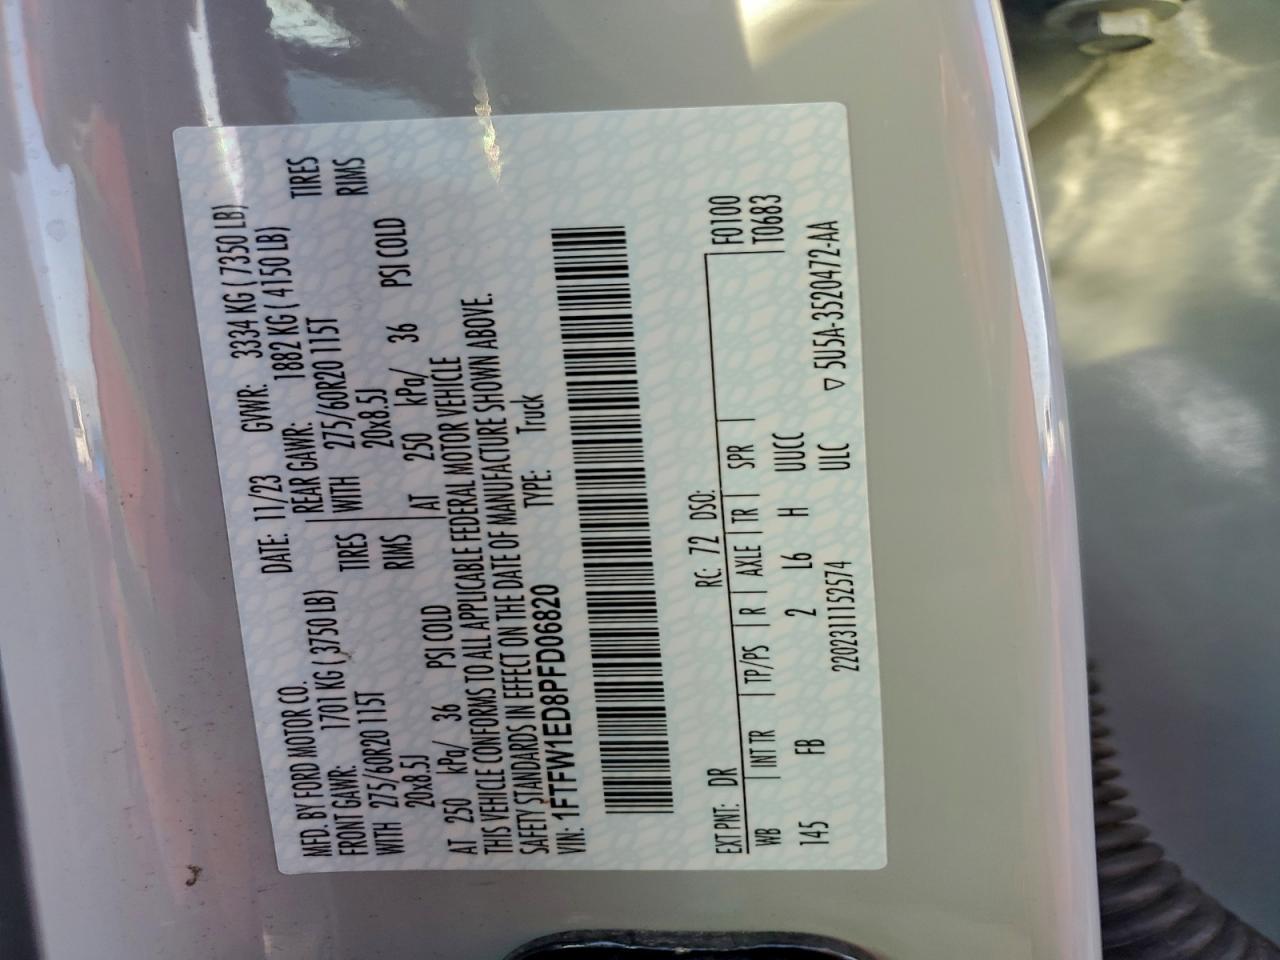 MFD. BY FORD MOTOR CO. DATE: 11/23 GVWR: 3334 KG ( 7350 LB)
FRONT GAWR: 1701 KG ( 3750 LB) REAR GAWR: 1882 KG ( 4150 LB)
WITH 275/60R20 115T TIRES WITH 275/60R20 115T TIRES
20x8.5J RIMS 20x8.5J RIMS
AT 250 kPa/ 36 PSI COLD AT 250 kPa/ 36 PSI COLD
THIS VEHICLE CONFORMS TO ALL APPLICABLE FEDERAL MOTOR VEHICLE
SAFETY STANDARDS IN EFFECT ON THE DATE OF MANUFACTURE SHOWN ABOVE.
VIN: 1FTFW1ED8PFD06820 TYPE: Truck
EXT PNT: DR RC: 72 DSO: F0100
WB INT TR TP/PS R AXLE TR SPR T0683
145 FB 2 L6 H UUCC
220231115257​4 ULC ▽ 5U5A-3520472-AA